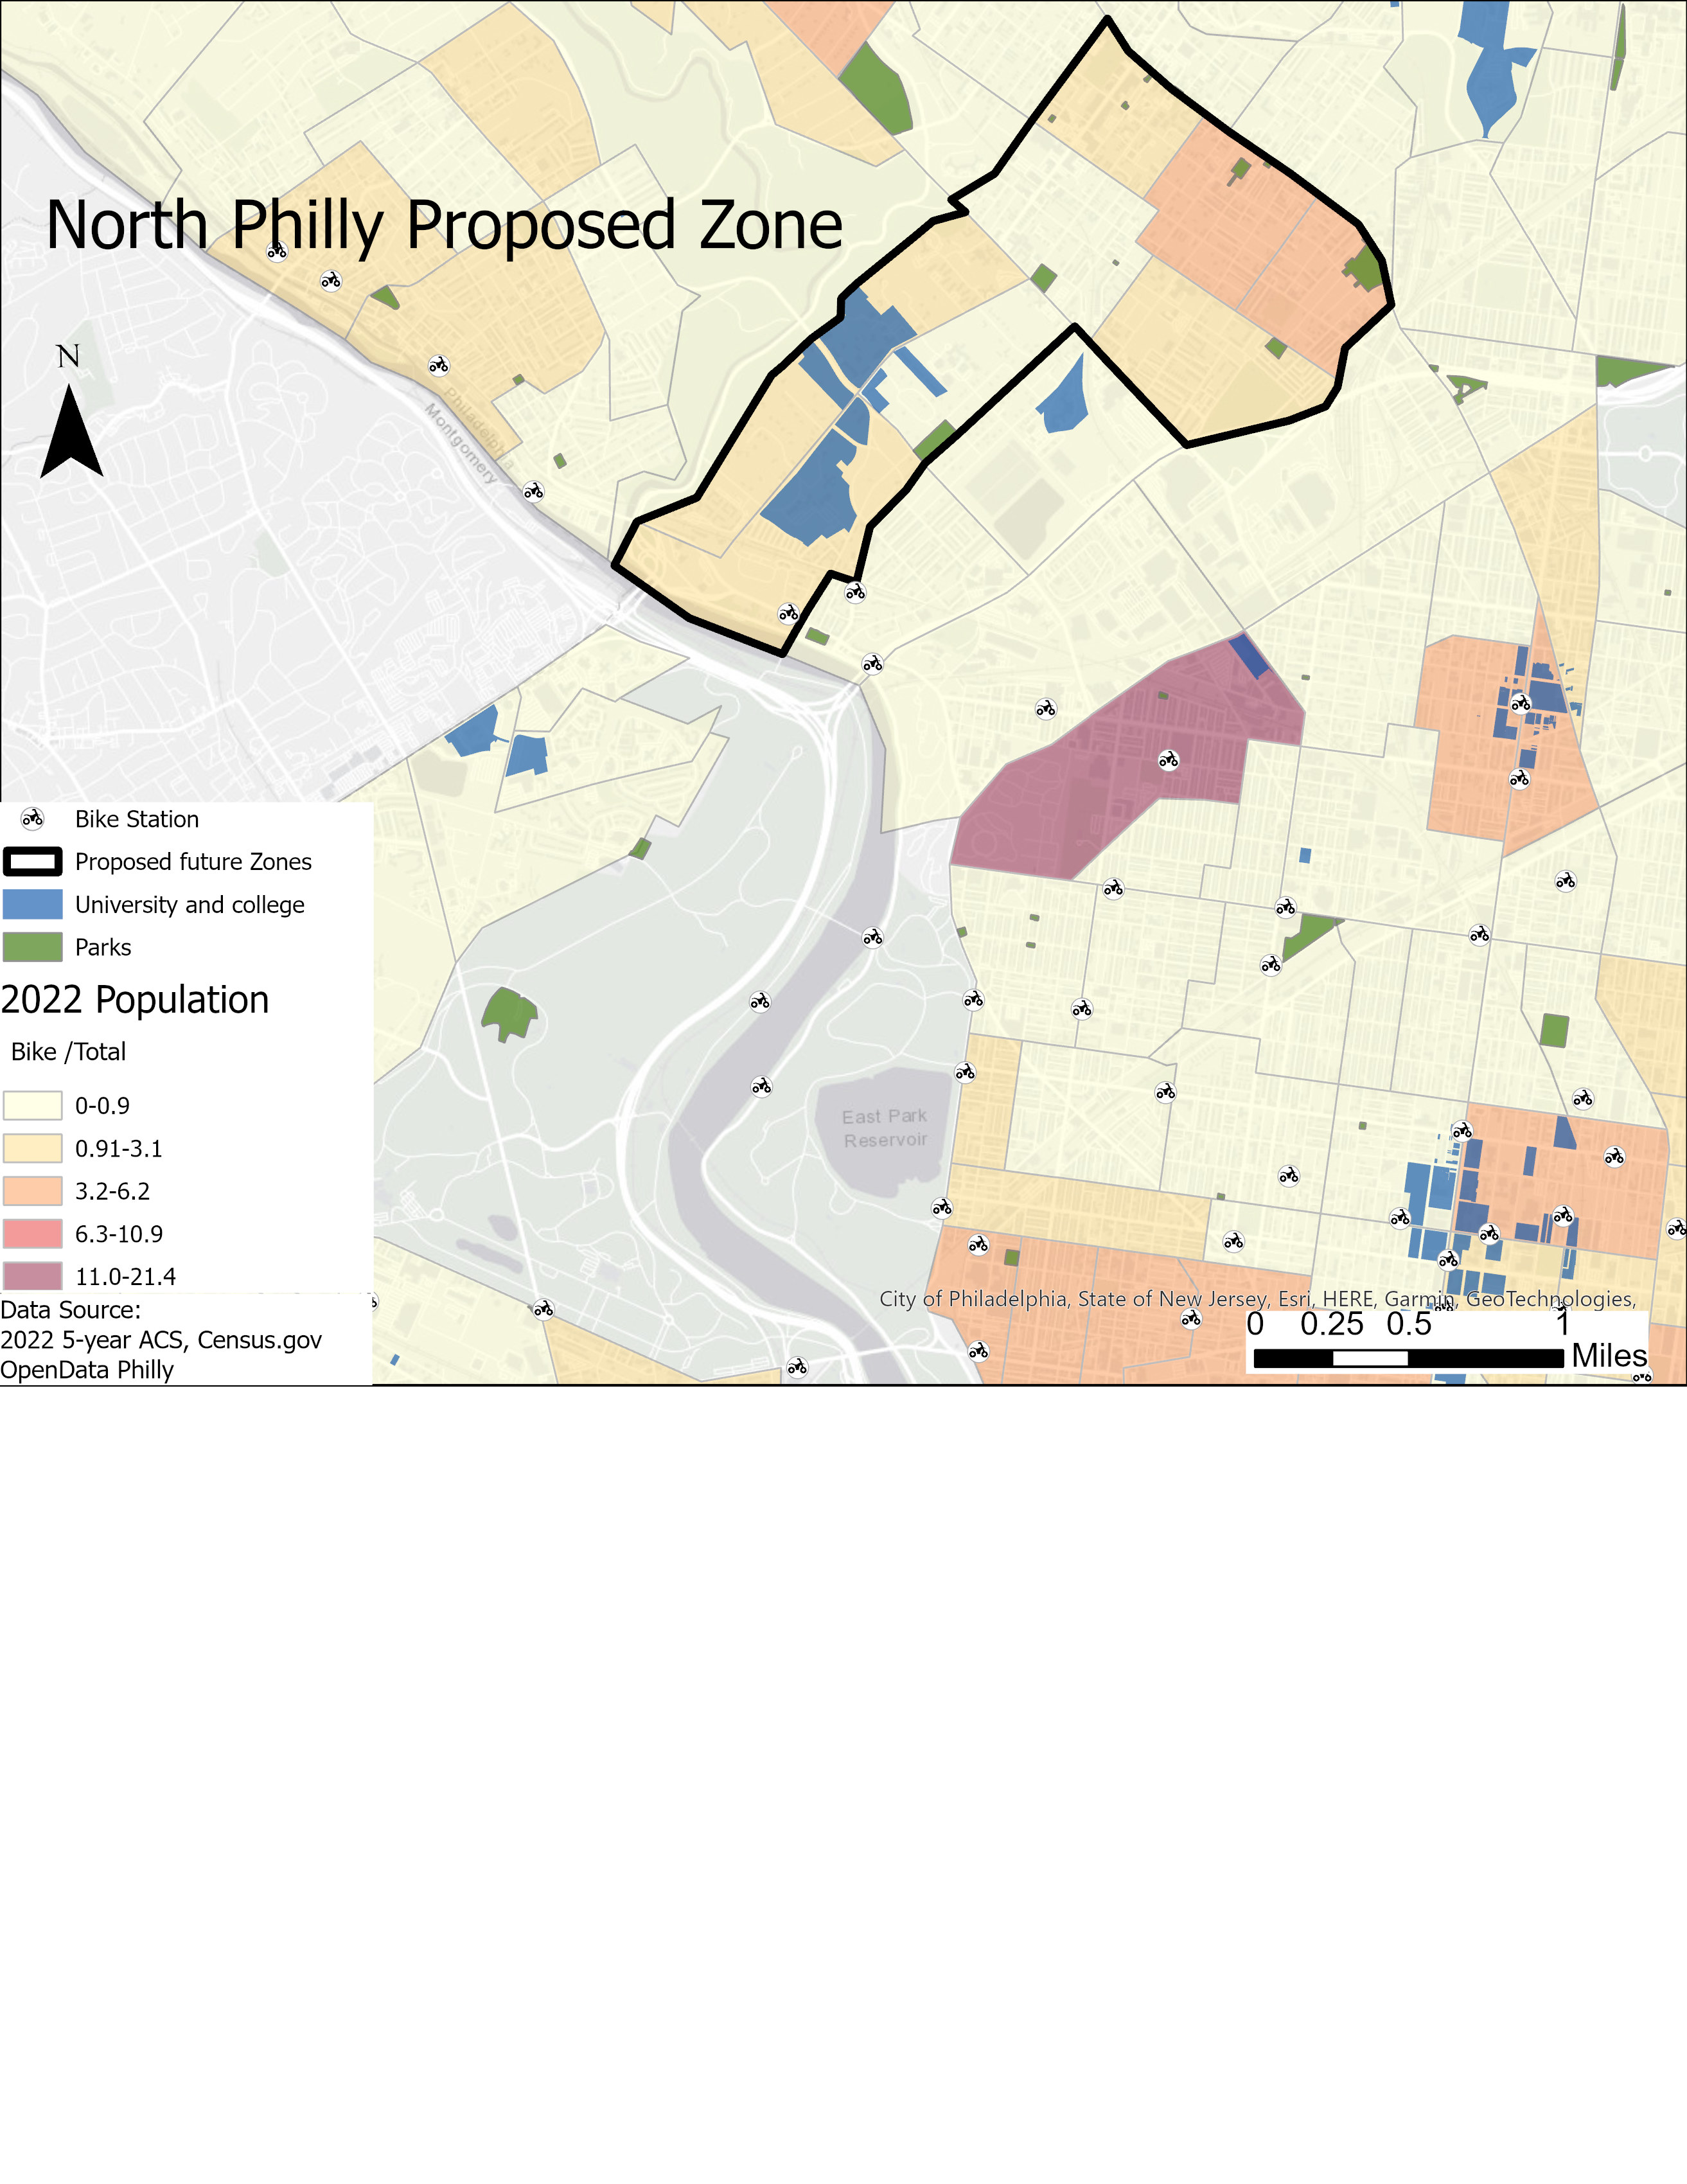 North Philly Proposed Zone
N
Philadelphia
Montgomery
Bike Station
Proposed future Zones
University and college
Parks
2022 Population
Bike /Total
0-0.9
0.91-3.1
3.2-6.2
6.3-10.9
11.0-21.4
Data Source:
2022 5-year ACS, Census.gov
OpenData Philly
East Park
Reservoir
City of Philadelphia, State of New Jersey, Esri, HERE, Garmin, GeoTechnologies,
0 0.25 0.5 1
Miles